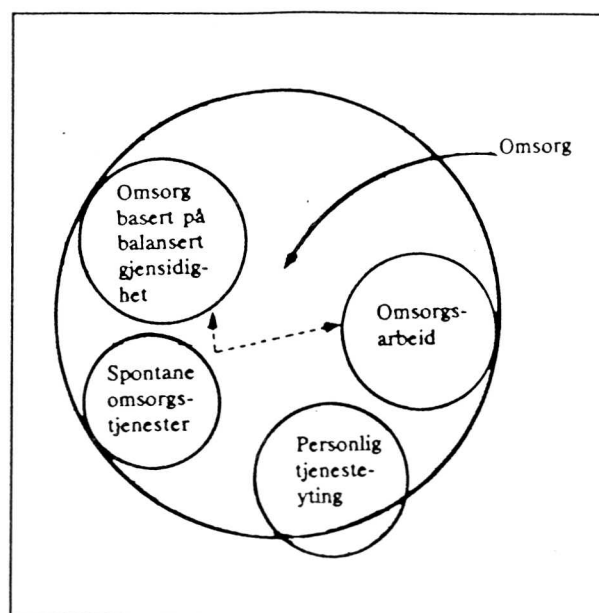 Omsorg
Omsorg
basert på
balansert
gjensidig-
het
Omsorgs-
arbeid
Spontane
omsorgs-
tjenester
Personlig
tjeneste-
yting